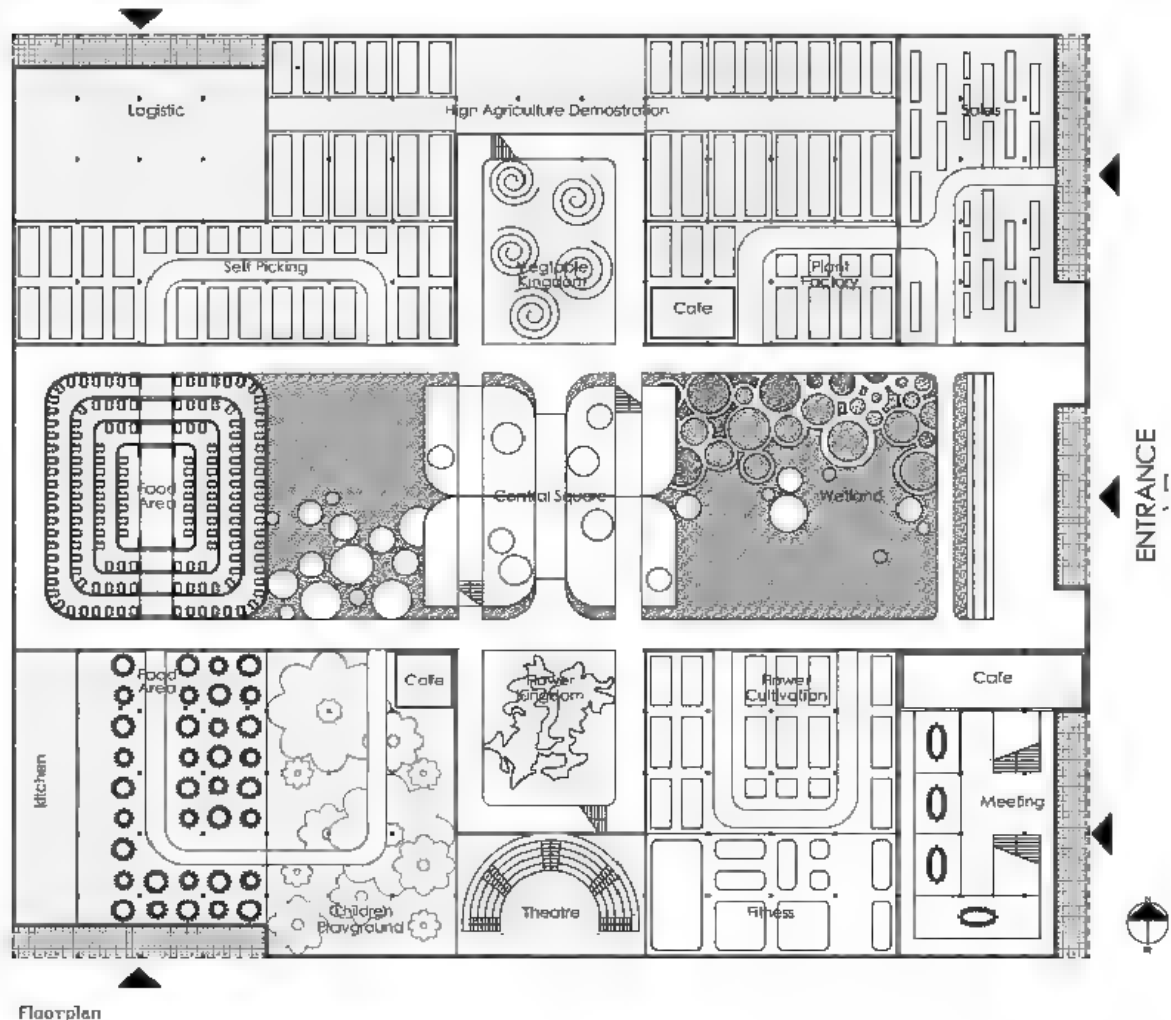 Logistic
High Agriculture Demostration
Sales
Self Picking
Vegtable
Kingdom
Plant
Factory
Cafe
Food
Area
Central Square
Wetland
ENTRANCE
Food
Area
Cafe
Flower
Kingdom
Flower
Cultivation
Cafe
kitchen
Meeting
Children
Playground
Theatre
Fitness
Floorplan